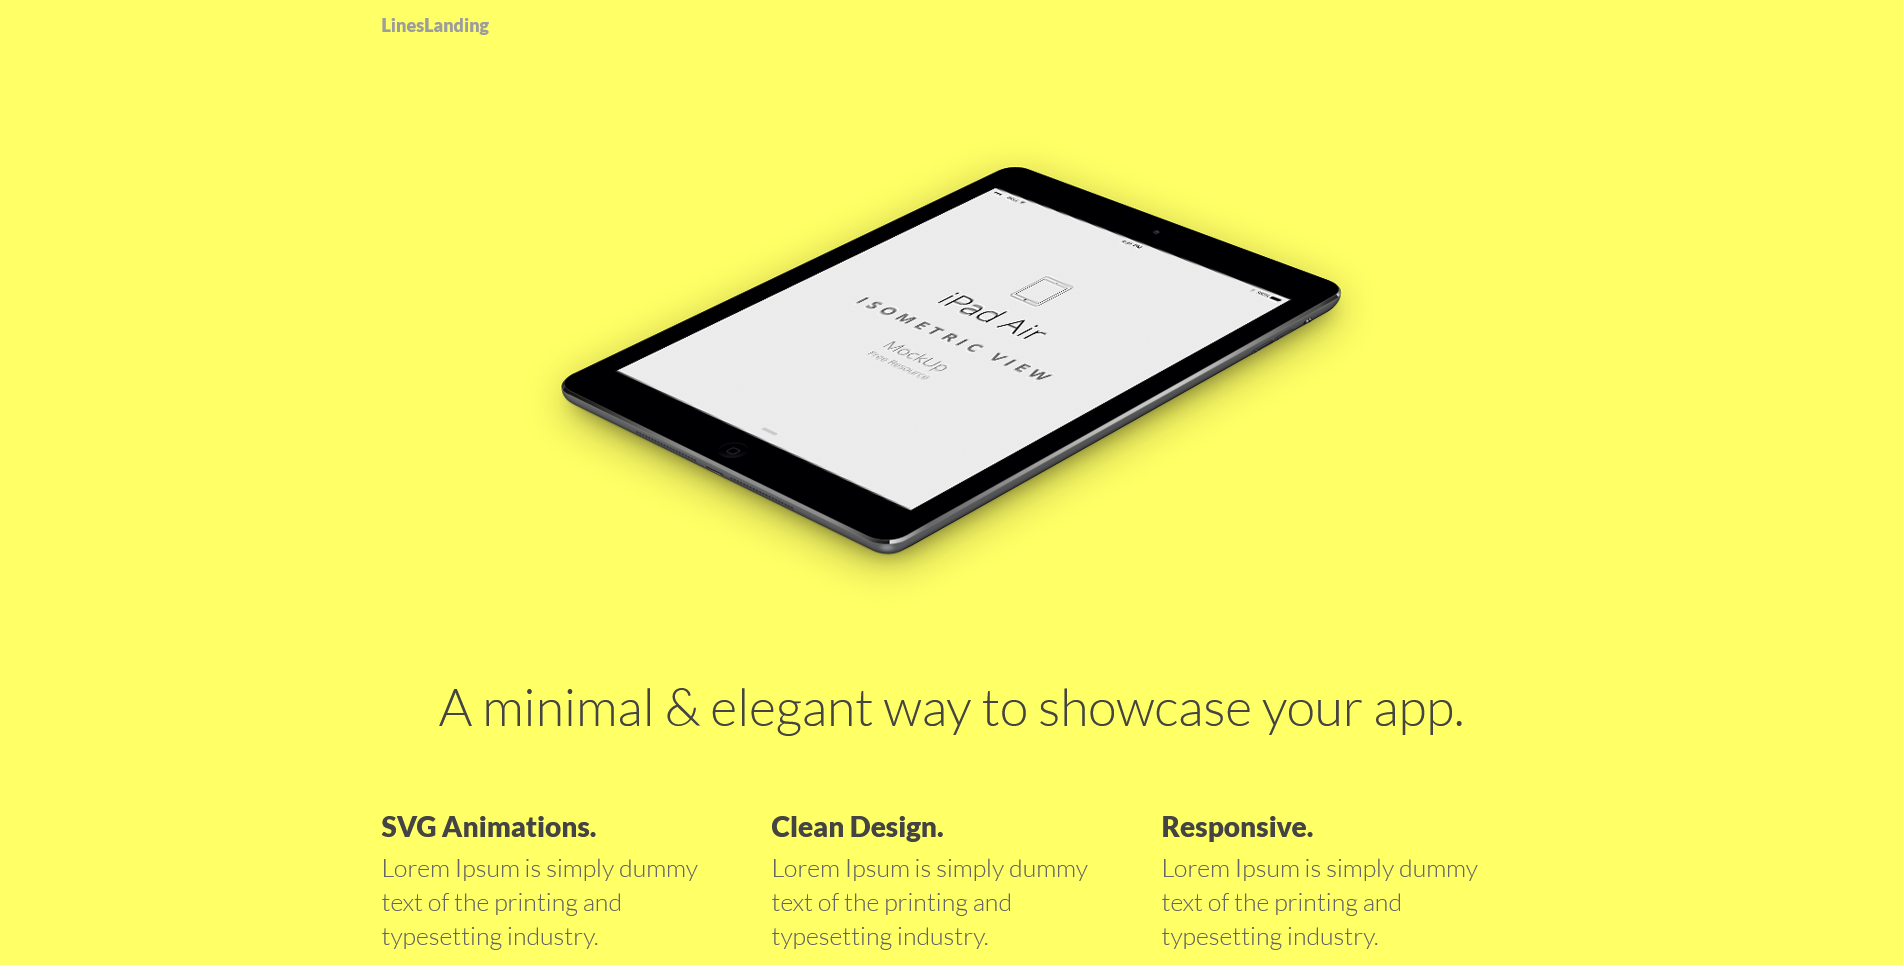 LinesLanding
iPad Air
ISOMETRIC VIEW
MockUp
Free Resource
A minimal & elegant way to showcase your app.
SVG Animations.
Lorem Ipsum is simply dummy
text of the printing and
typesetting industry.
Clean Design.
Lorem Ipsum is simply dummy
text of the printing and
typesetting industry.
Responsive.
Lorem Ipsum is simply dummy
text of the printing and
typesetting industry.